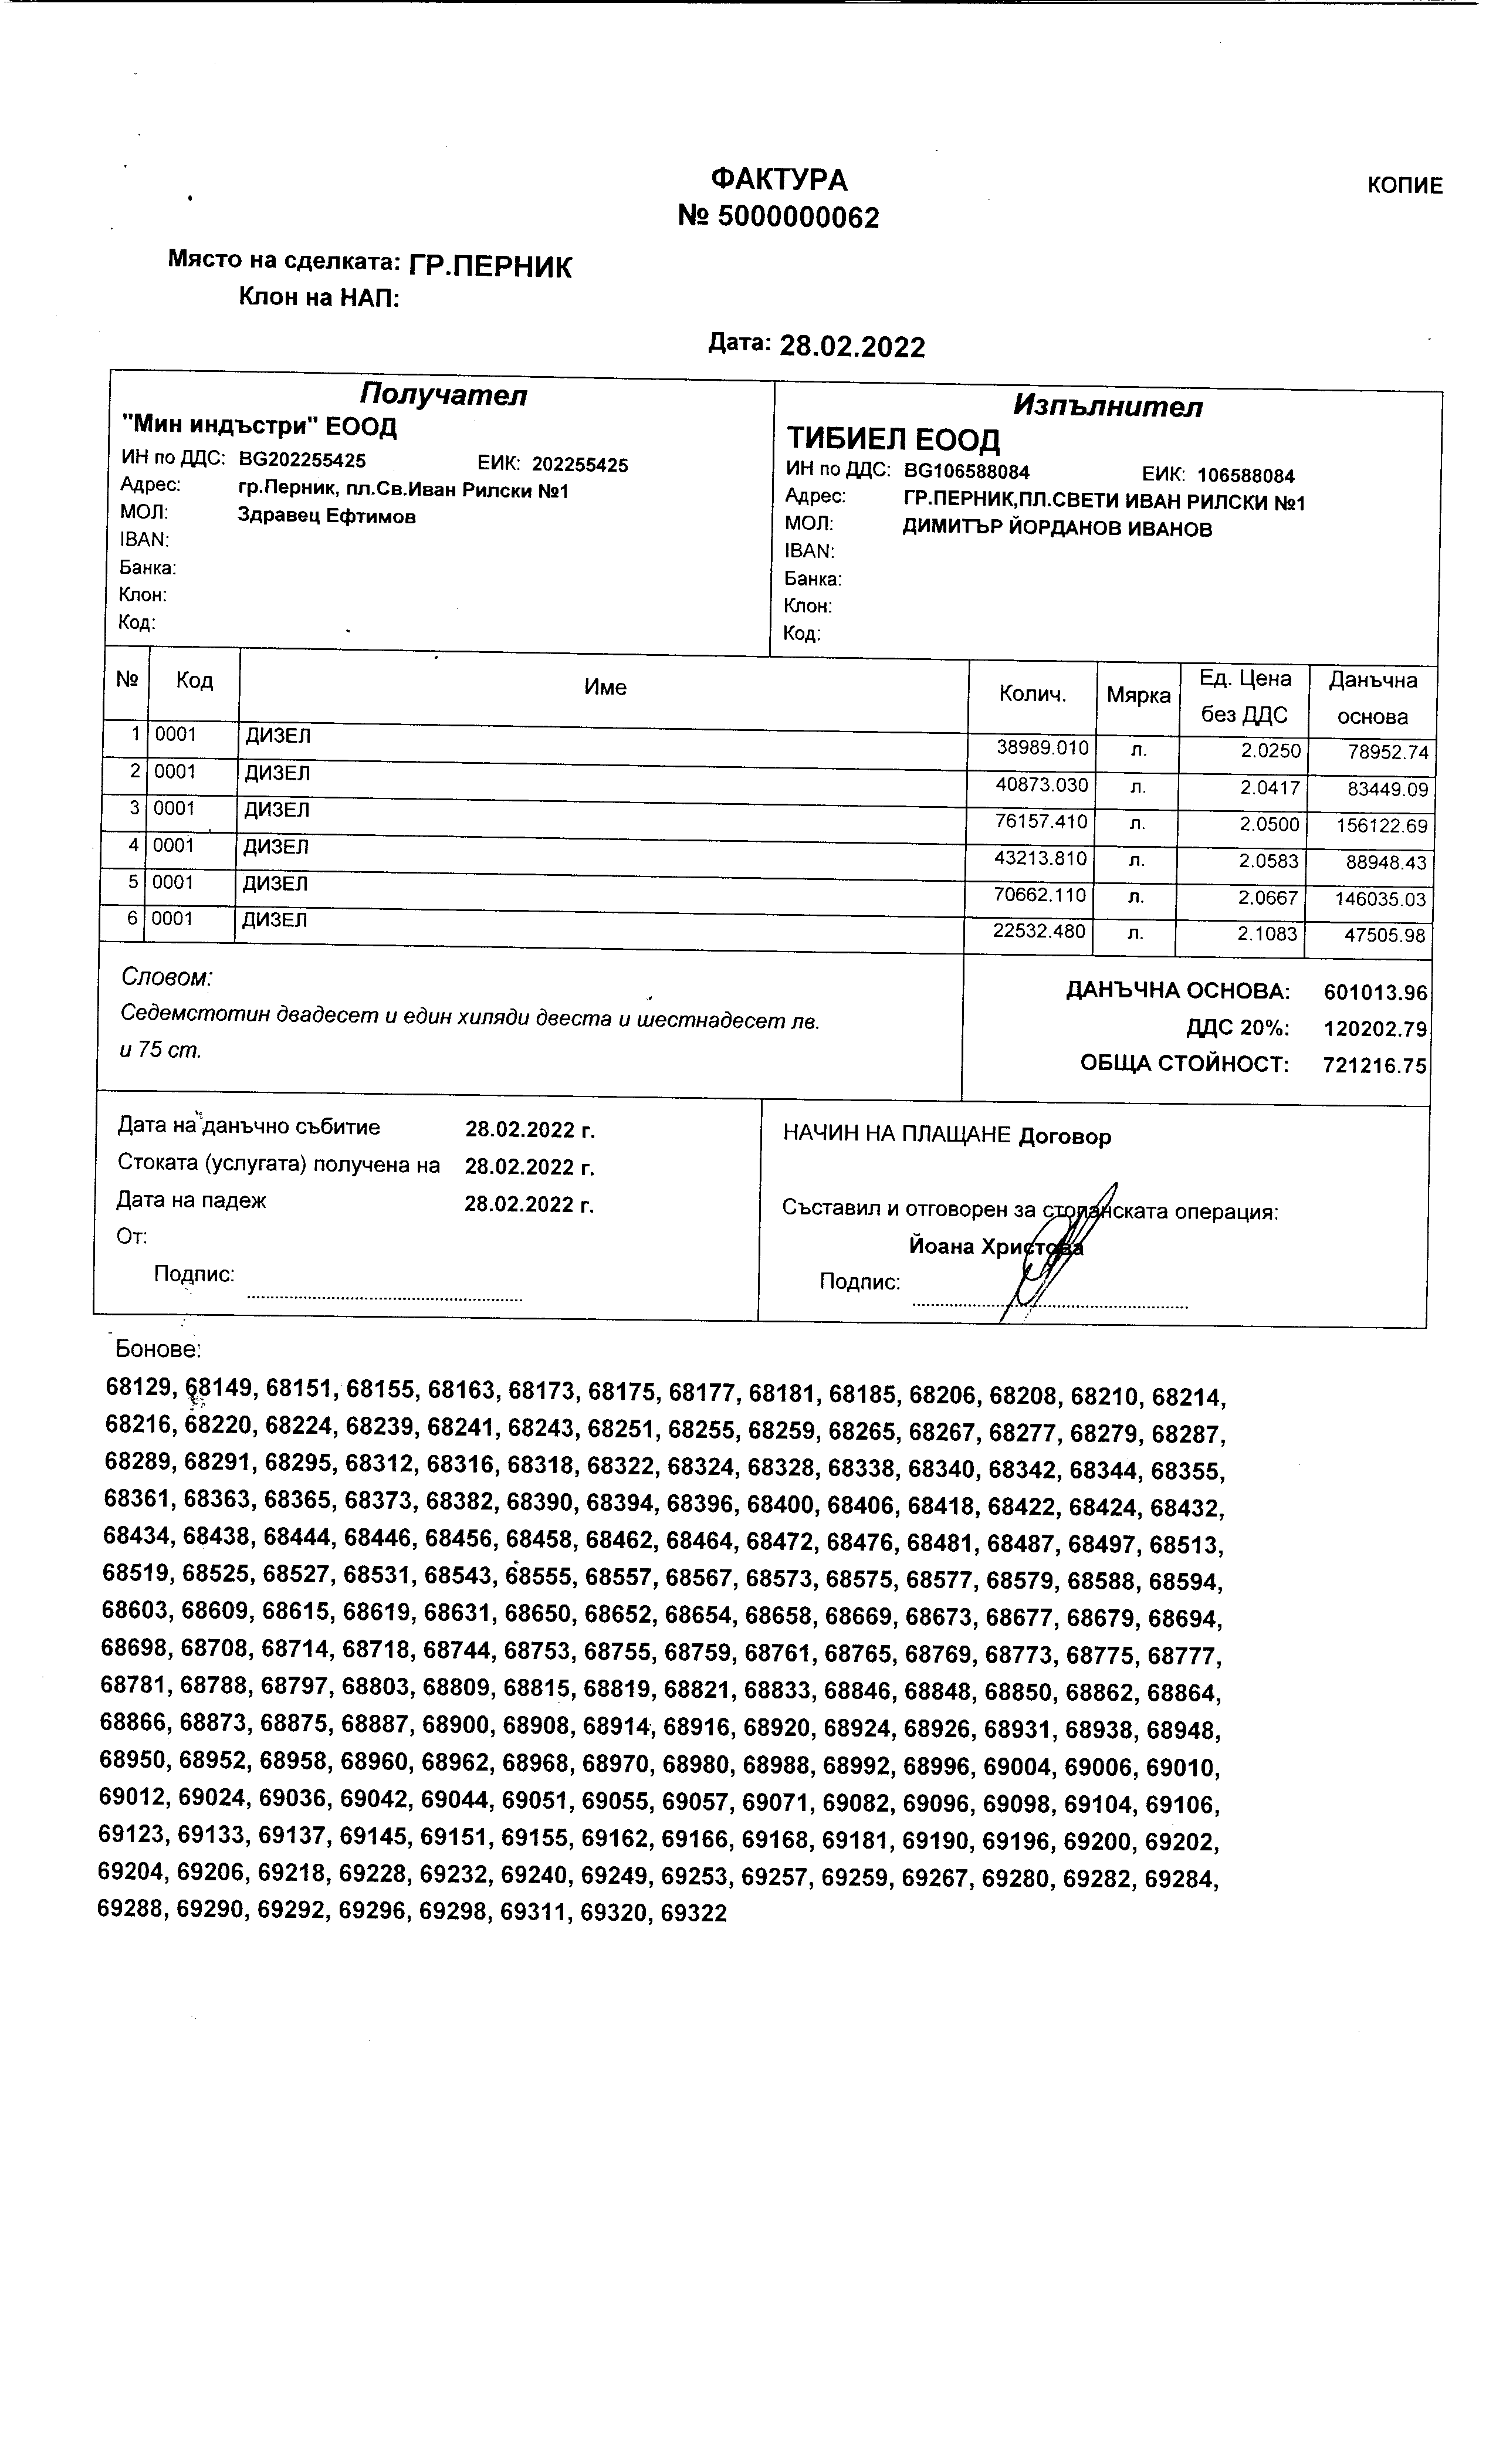 ФАКТУРА
КОПИЕ
№ 5000000062
Място на сделката: ГР.ПЕРНИК
Клон на НАП:
Дата: 28.02.2022
Получател
"Мин индъстри" ЕООД
ИН по ДДС: BG202255425 ЕИК: 202255425
Адрес: гр.Перник, пл.Св.Иван Рилски №1
МОЛ: Здравец Ефтимов
IBAN:
Банка:
Клон:
Код:
Изпълнител
ТИБИЕЛ ЕООД
ИН по ДДС: BG106588084 ЕИК: 106588084
Адрес: ГР.ПЕРНИК,ПЛ.СВЕТИ ИВАН РИЛСКИ №1
МОЛ: ДИМИТЪР ЙОРДАНОВ ИВАНОВ
IBAN:
Банка:
Клон:
Код:
№ Код Име Колич. Мярка Ед. Цена без ДДС Данъчна основа
1 0001 ДИЗЕЛ 38989.010 л. 2.0250 78952.74
2 0001 ДИЗЕЛ 40873.030 л. 2.0417 83449.09
3 0001 ДИЗЕЛ 76157.410 л. 2.0500 156122.69
4 0001 ДИЗЕЛ 43213.810 л. 2.0583 88948.43
5 0001 ДИЗЕЛ 70662.110 л. 2.0667 146035.03
6 0001 ДИЗЕЛ 22532.480 л. 2.1083 47505.98
Словом:
Седемстотин двадесет и един хиляди двеста и шестнадесет лв.
и 75 ст.
ДАНЪЧНА ОСНОВА: 601013.96
ДДС 20%: 120202.79
ОБЩА СТОЙНОСТ: 721216.75
Дата на данъчно събитие 28.02.2022 г.
Стоката (услугата) получена на 28.02.2022 г.
Дата на падеж 28.02.2022 г.
От:
Подпис:
НАЧИН НА ПЛАЩАНЕ Договор
Съставил и отговорен за стопанската операция:
Йоана Христова
Подпис:
Бонове:
68129, 68149, 68151, 68155, 68163, 68173, 68175, 68177, 68181, 68185, 68206, 68208, 68210, 68214,
68216, 68220, 68224, 68239, 68241, 68243, 68251, 68255, 68259, 68265, 68267, 68277, 68279, 68287,
68289, 68291, 68295, 68312, 68316, 68318, 68322, 68324, 68328, 68338, 68340, 68342, 68344, 68355,
68361, 68363, 68365, 68373, 68382, 68390, 68394, 68396, 68400, 68406, 68418, 68422, 68424, 68432,
68434, 68438, 68444, 68446, 68456, 68458, 68462, 68464, 68472, 68476, 68481, 68487, 68497, 68513,
68519, 68525, 68527, 68531, 68543, 68555, 68557, 68567, 68573, 68575, 68577, 68579, 68588, 68594,
68603, 68609, 68615, 68619, 68631, 68650, 68652, 68654, 68658, 68669, 68673, 68677, 68679, 68694,
68698, 68708, 68714, 68718, 68744, 68753, 68755, 68759, 68761, 68765, 68769, 68773, 68775, 68777,
68781, 68788, 68797, 68803, 68809, 68815, 68819, 68821, 68833, 68846, 68848, 68850, 68862, 68864,
68866, 68873, 68875, 68887, 68900, 68908, 68914, 68916, 68920, 68924, 68926, 68931, 68938, 68948,
68950, 68952, 68958, 68960, 68962, 68968, 68970, 68980, 68988, 68992, 68996, 69004, 69006, 69010,
69012, 69024, 69036, 69042, 69044, 69051, 69055, 69057, 69071, 69082, 69096, 69098, 69104, 69106,
69123, 69133, 69137, 69145, 69151, 69155, 69162, 69166, 69168, 69181, 69190, 69196, 69200, 69202,
69204, 69206, 69218, 69228, 69232, 69240, 69249, 69253, 69257, 69259, 69267, 69280, 69282, 69284,
69288, 69290, 69292, 69296, 69298, 69311, 69320, 69322